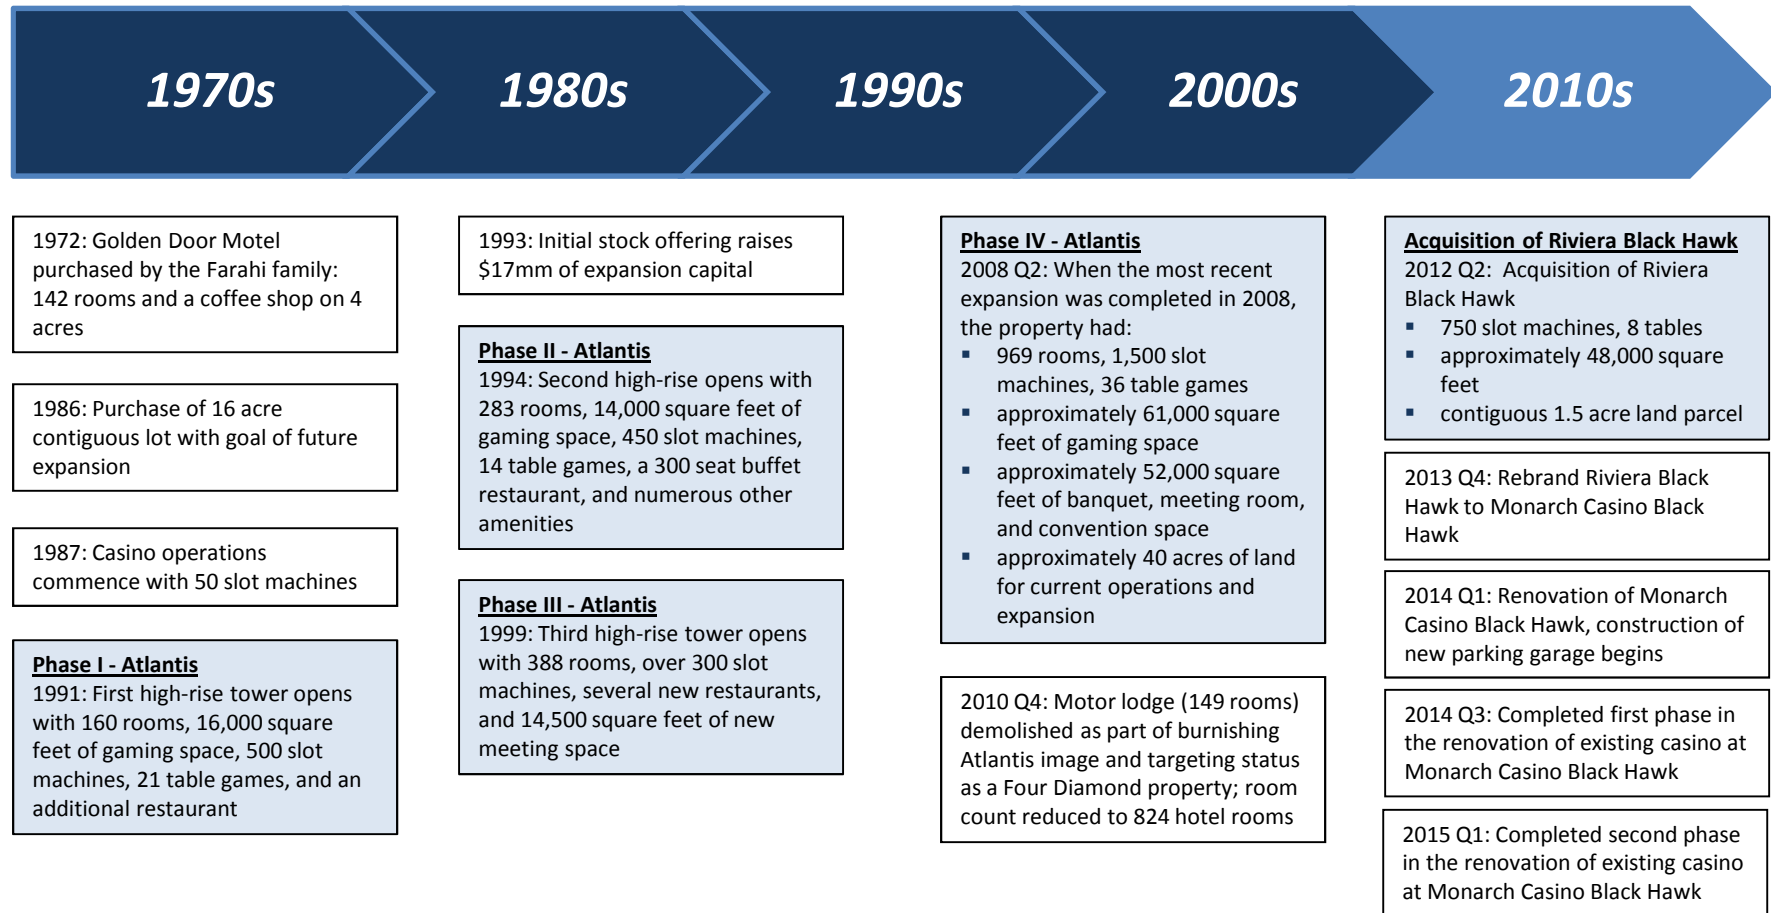 1970s
1980s
1990s
2000s
2010s
1972: Golden Door Motel
purchased by the Farahi family:
142 rooms and a coffee shop on 4
acres
1986: Purchase of 16 acre
contiguous lot with goal of future
expansion
1987: Casino operations
commence with 50 slot machines
Phase I - Atlantis
1991: First high-rise tower opens
with 160 rooms, 16,000 square
feet of gaming space, 500 slot
machines, 21 table games, and an
additional restaurant
1993: Initial stock offering raises
$17mm of expansion capital
Phase II - Atlantis
1994: Second high-rise opens with
283 rooms, 14,000 square feet of
gaming space, 450 slot machines,
14 table games, a 300 seat buffet
restaurant, and numerous other
amenities
Phase III - Atlantis
1999: Third high-rise tower opens
with 388 rooms, over 300 slot
machines, several new restaurants,
and 14,500 square feet of new
meeting space
Phase IV - Atlantis
2008 Q2: When the most recent
expansion was completed in 2008,
the property had:
▪ 969 rooms, 1,500 slot
machines, 36 table games
▪ approximately 61,000 square
feet of gaming space
▪ approximately 52,000 square
feet of banquet, meeting room,
and convention space
▪ approximately 40 acres of land
for current operations and
expansion
2010 Q4: Motor lodge (149 rooms)
demolished as part of burnishing
Atlantis image and targeting status
as a Four Diamond property; room
count reduced to 824 hotel rooms
Acquisition of Riviera Black Hawk
2012 Q2: Acquisition of Riviera
Black Hawk
▪ 750 slot machines, 8 tables
▪ approximately 48,000 square
feet
▪ contiguous 1.5 acre land parcel
2013 Q4: Rebrand Riviera Black
Hawk to Monarch Casino Black
Hawk
2014 Q1: Renovation of Monarch
Casino Black Hawk, construction of
new parking garage begins
2014 Q3: Completed first phase in
the renovation of existing casino at
Monarch Casino Black Hawk
2015 Q1: Completed second phase
in the renovation of existing casino
at Monarch Casino Black Hawk